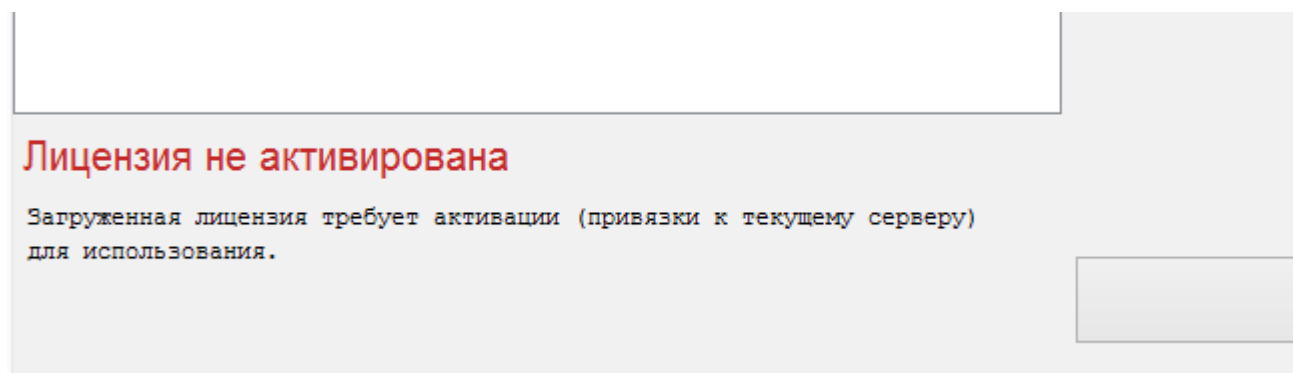 Лицензия не активирована
Загруженная лицензия требует активации (привязки к текущему серверу)
для использования.